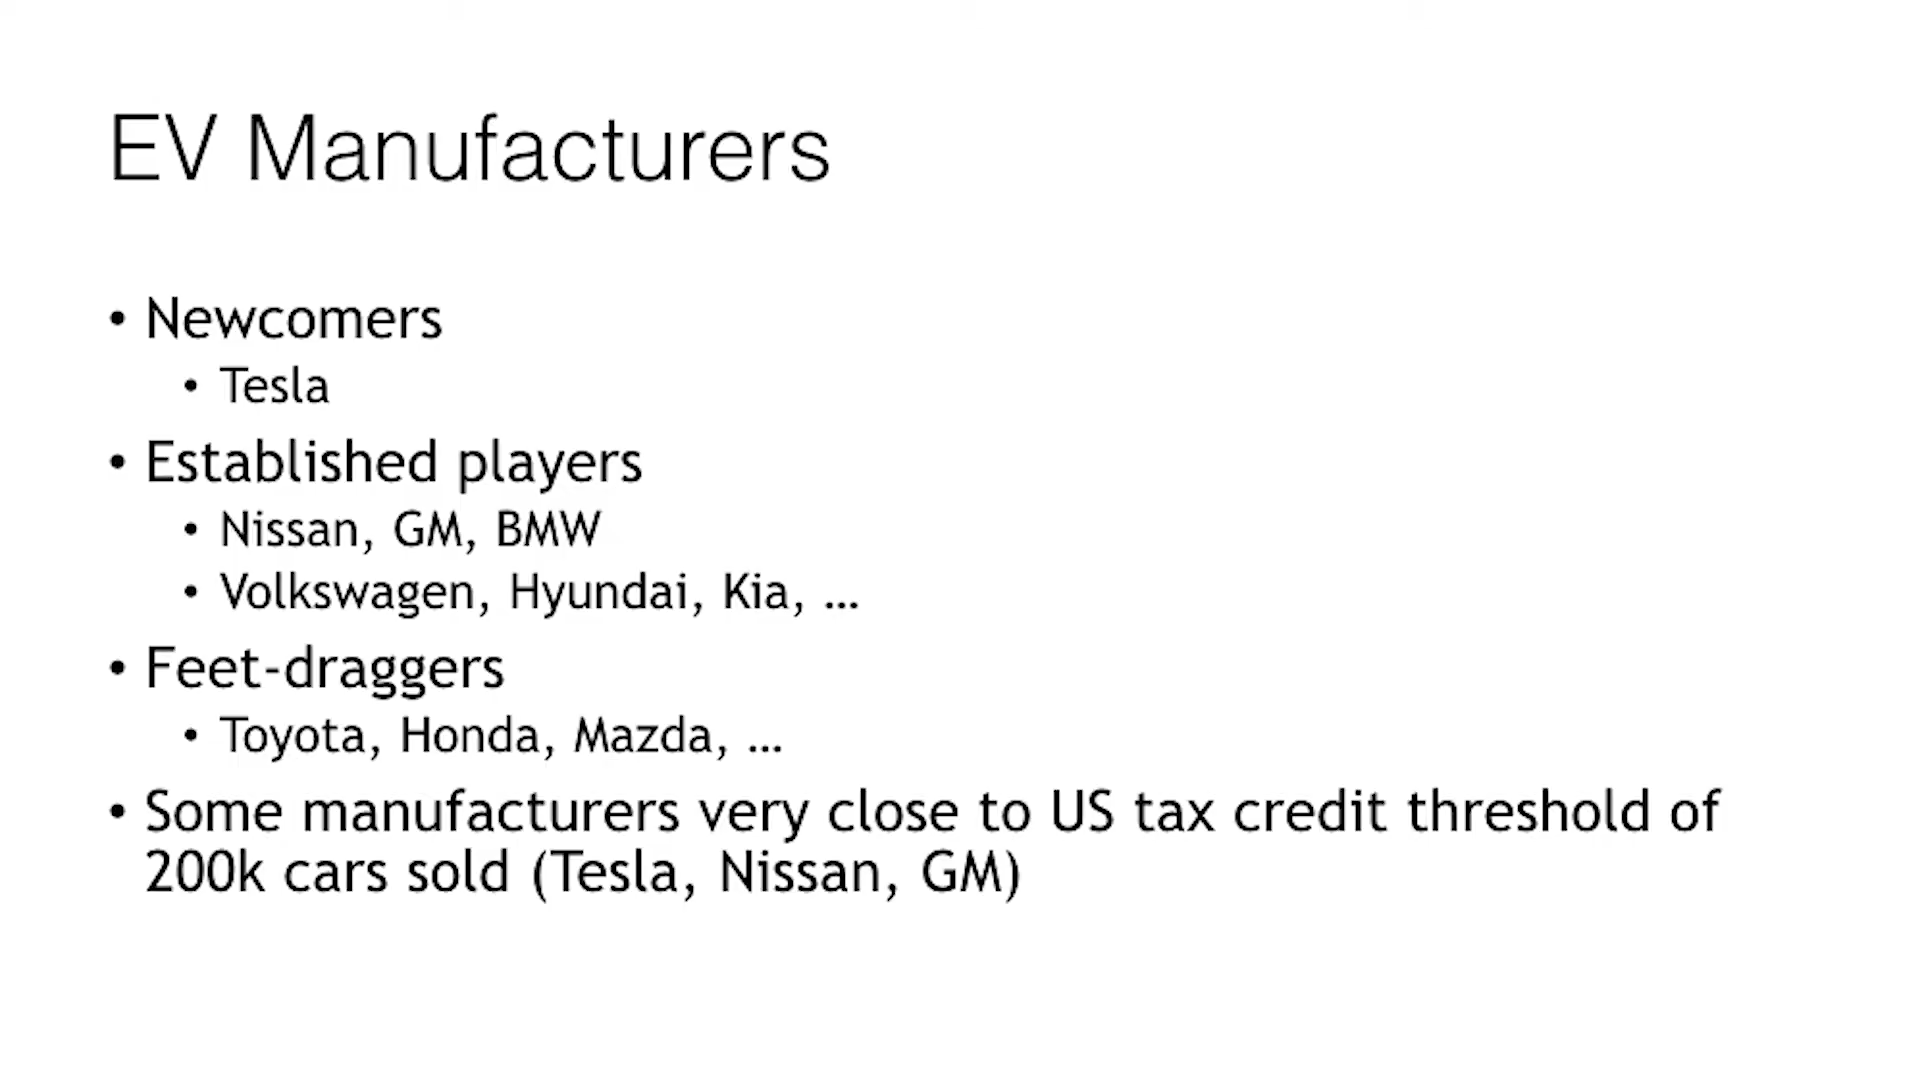 EV Manufacturers
• Newcomers
• Tesla
• Established players
• Nissan, GM, BMW
• Volkswagen, Hyundai, Kia, ...
• Feet-draggers
• Toyota, Honda, Mazda, ...
• Some manufacturers very close to US tax credit threshold of
200k cars sold (Tesla, Nissan, GM)